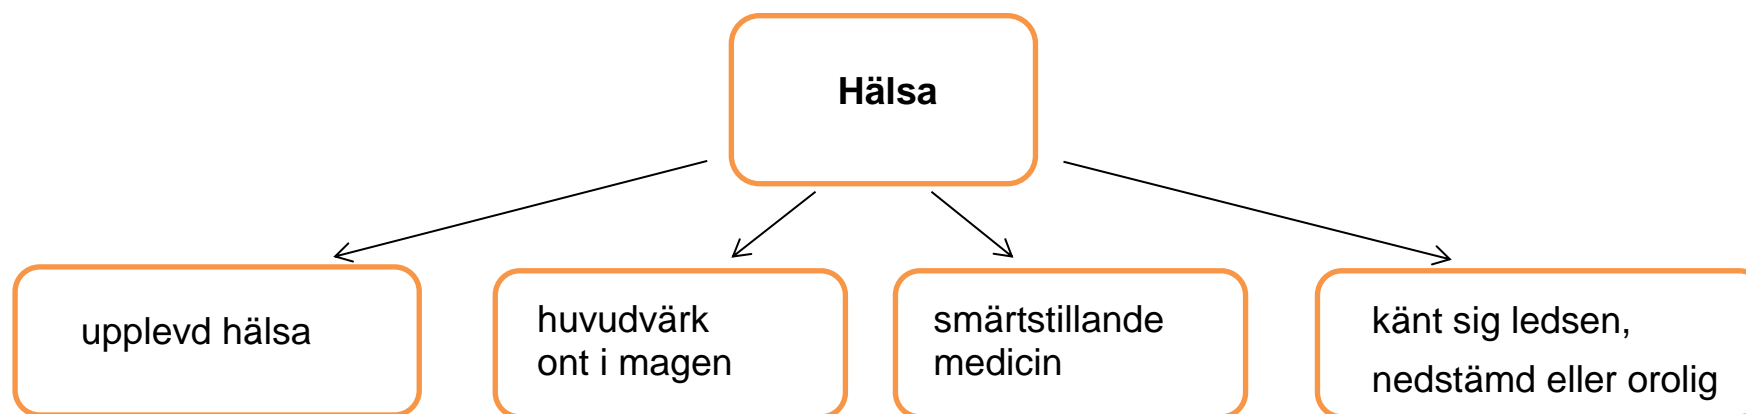 Hälsa
upplevd hälsa
huvudvärk
ont i magen
smärtstillande
medicin
känt sig ledsen,
nedstämd eller orolig